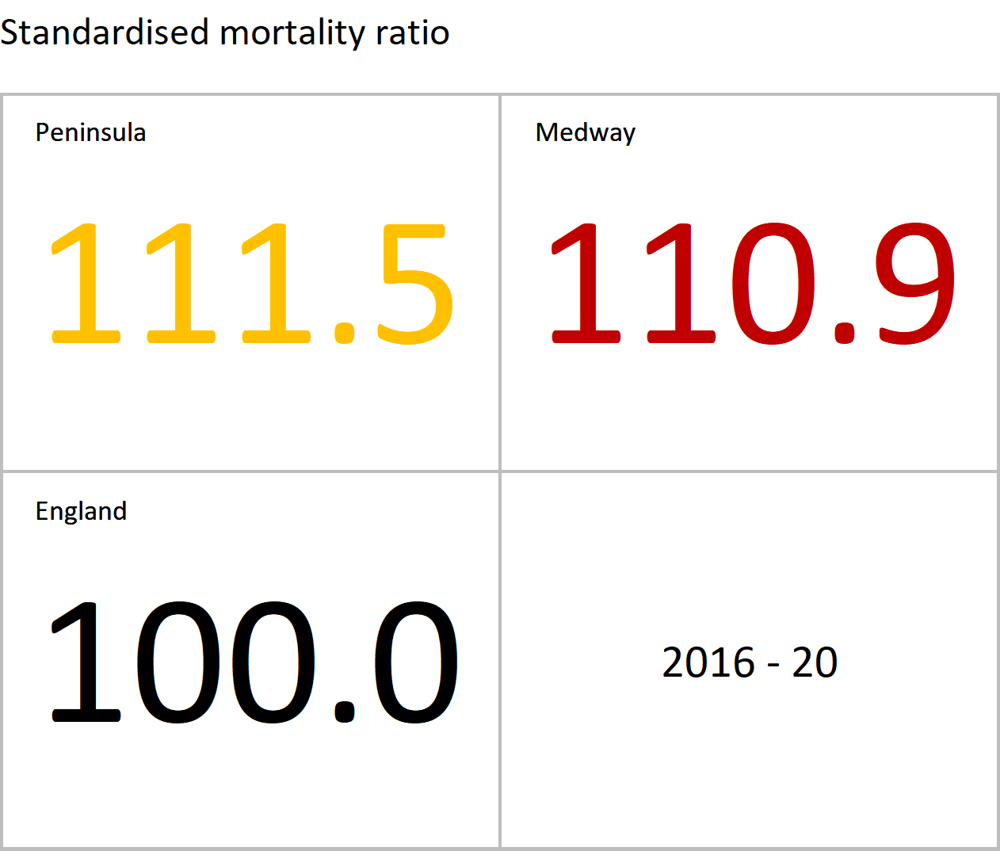 Standardised mortality ratio
Peninsula
111.5
Medway
110.9
England
100.0
2016 - 20